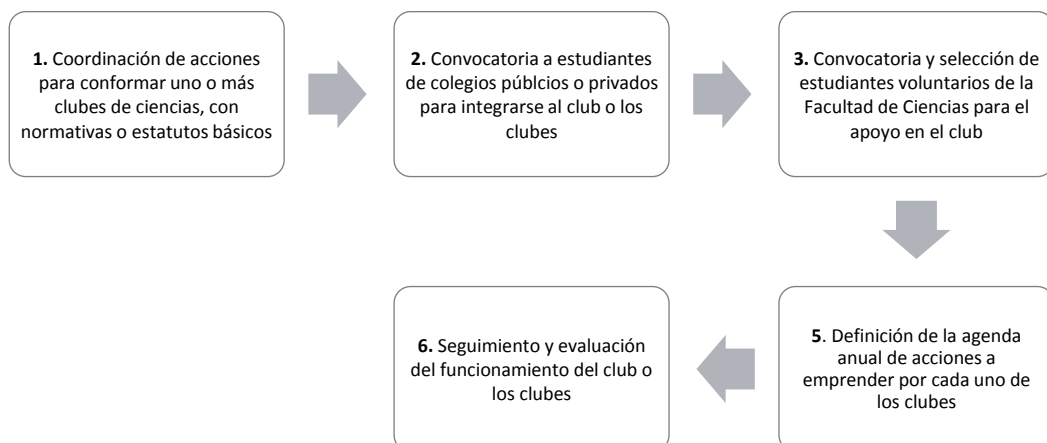 1. Coordinación de acciones
para conformar uno o más
clubes de ciencias, con
normativas o estatutos básicos
2. Convocatoria a estudiantes
de colegios públcios o privados
para integrarse al club o los
clubes
3. Convocatoria y selección de
estudiantes voluntarios de la
Facultad de Ciencias para el
apoyo en el club
5. Definición de la agenda
anual de acciones a
emprender por cada uno de
los clubes
6. Seguimiento y evaluación
del funcionamiento del club o
los clubes